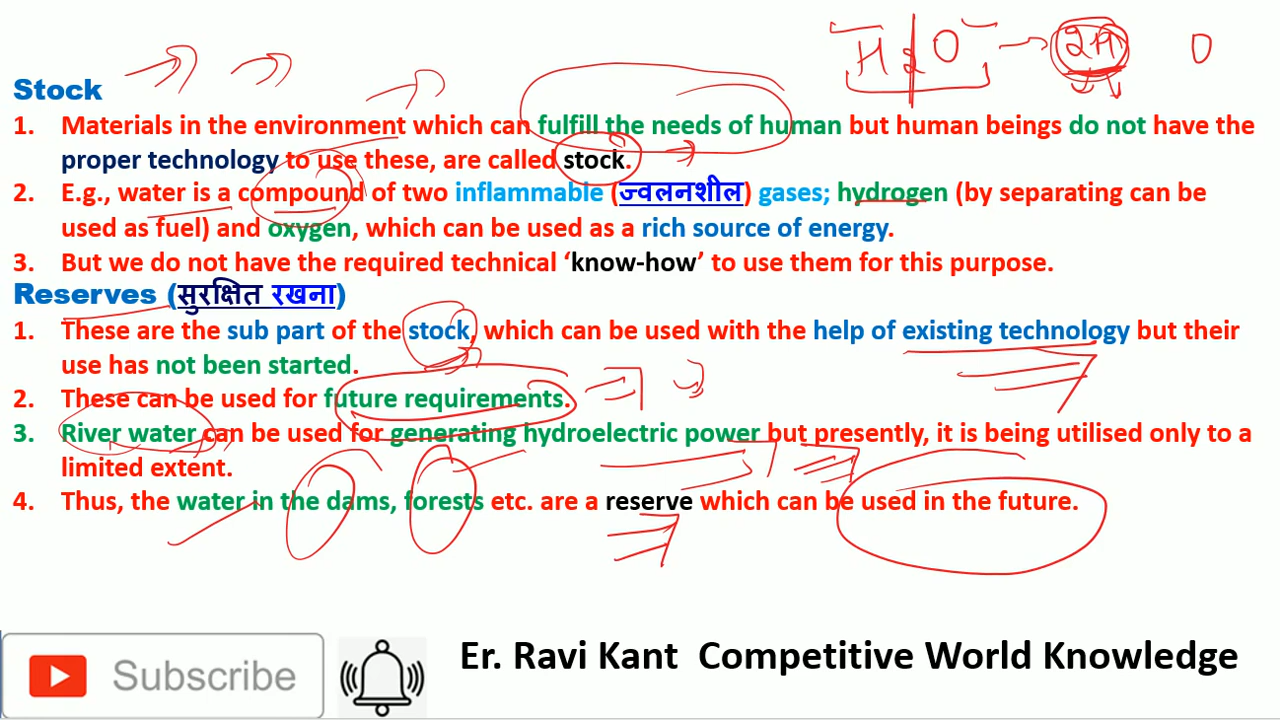 H2O 2H O
Stock
1. Materials in the environment which can fulfill the needs of human but human beings do not have the
proper technology to use these, are called stock.
2. E.g., water is a compound of two inflammable (ज्वलनशील) gases; hydrogen (by separating can be
used as fuel) and oxygen, which can be used as a rich source of energy.
3. But we do not have the required technical ‘know-how’ to use them for this purpose.
Reserves (सुरक्षित रखना)
1. These are the sub part of the stock, which can be used with the help of existing technology but their
use has not been started.
2. These can be used for future requirements.
3. River water can be used for generating hydroelectric power but presently, it is being utilised only to a
limited extent.
4. Thus, the water in the dams, forests etc. are a reserve which can be used in the future.
Subscribe
Er. Ravi Kant Competitive World Knowledge